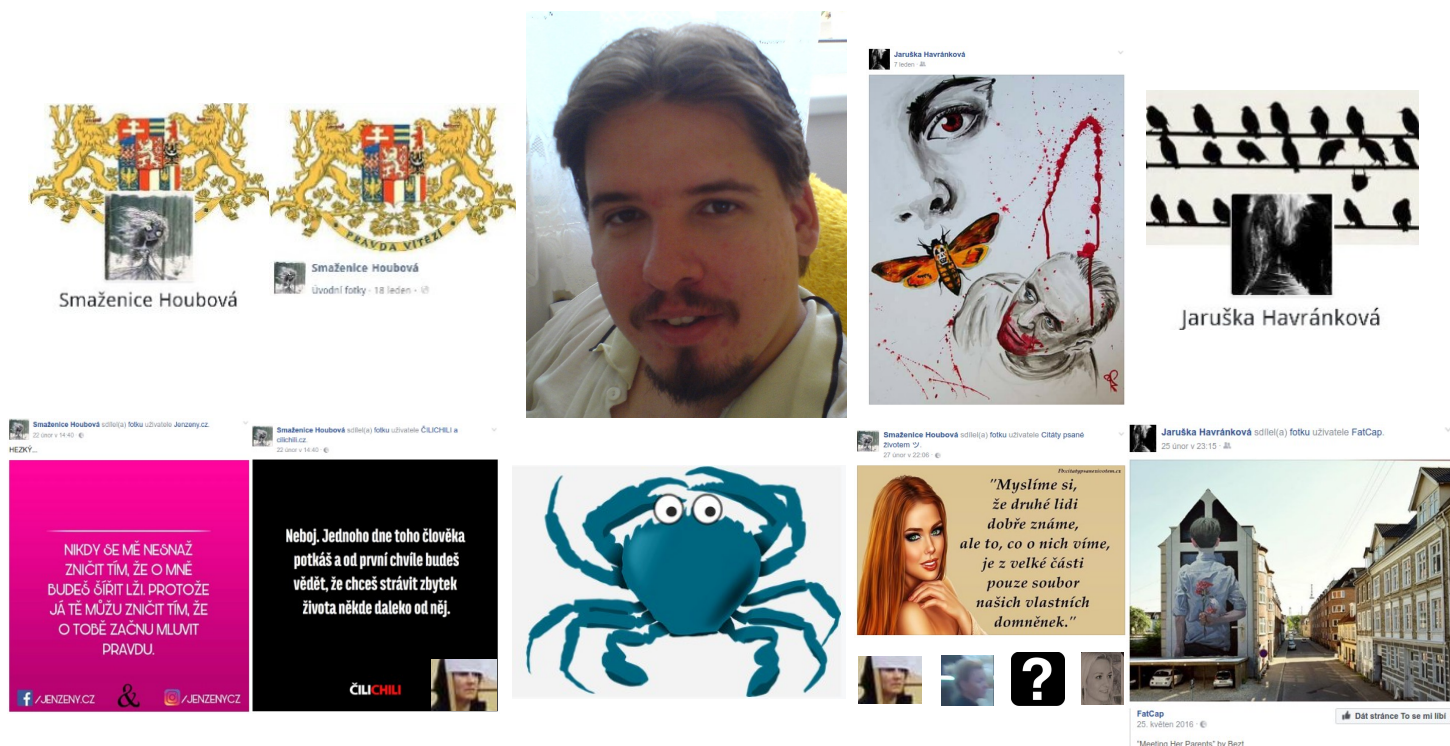 PRAVDA VÍTĚZÍ
Smaženice Houbová
Úvodní fotky · 18 leden ·
Smaženice Houbová
Jaruška Havránková
7 leden ·
Jaruška Havránková
Smaženice Houbová sdílel(a) fotku uživatele Jenzeny.cz.
22 únor v 14:40 ·
HEZKÝ...
NIKDY SE MĚ NESNAŽ
ZNIČIT TÍM, ŽE O MNĚ
BUDEŠ ŠÍŘIT LŽI. PROTOŽE
JÁ TĚ MŮŽU ZNIČIT TÍM, ŽE
O TOBĚ ZAČNU MLUVIT
PRAVDU.
/JENZENY.CZ & /JENZENYCZ
Smaženice Houbová sdílel(a) fotku uživatele ČILICHILI a
cilichili.cz.
22 únor v 14:40 ·
Neboj. Jednoho dne toho člověka
potkáš a od první chvíle budeš
vědět, že chceš strávit zbytek
života někde daleko od něj.
ČILICHILI
Smaženice Houbová sdílel(a) fotku uživatele Citáty psané
životem ツ.
27 únor v 22:06 ·
"Myslíme si,
že druhé lidi
dobře známe,
ale to, co o nich víme,
je z velké části
pouze soubor
našich vlastních
domněnek."
?
Jaruška Havránková sdílel(a) fotku uživatele FatCap.
25 únor v 23:15 ·
FatCap
25. květen 2016 ·
Dát stránce To se mi líbí
"Meeting Her Parents" by Bezt